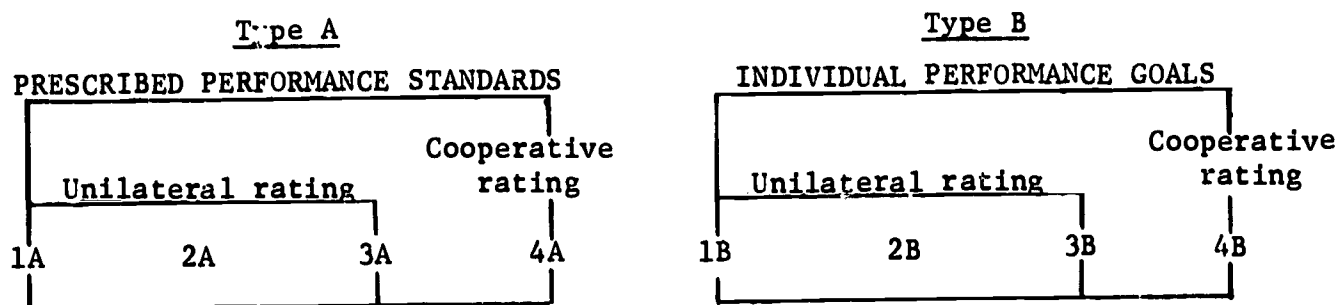 Type A
PRESCRIBED PERFORMANCE STANDARDS
Cooperative
rating
Unilateral rating
1A 2A 3A 4A
Type B
INDIVIDUAL PERFORMANCE GOALS
Cooperative
rating
Unilateral rating
1B 2B 3B 4B